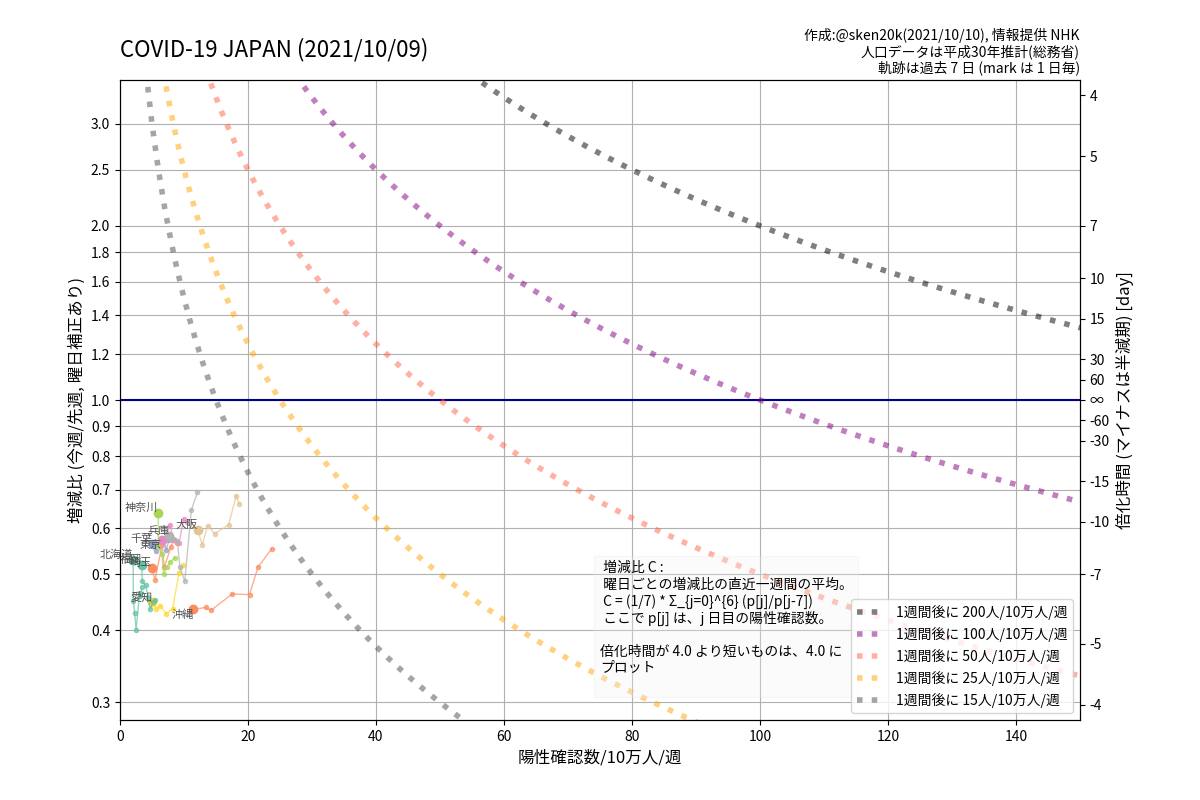 COVID-19 JAPAN (2021/10/09)
作成:@sken20k(2021/10/10), 情報提供 NHK
人口データは平成30年推計(総務省)
軌跡は過去 7 日 (mark は 1 日毎)
増減比 (今週/先週, 曜日補正あり)
3.0
2.5
2.0
1.8
1.6
1.4
1.2
1.0
0.9
0.8
0.7
0.6
0.5
0.4
0.3
4
5
7
10
15
30
60
∞
-60
-30
-15
-10
-7
-5
-4
倍化時間 (マイナスは半減期) [day]
神奈川
大阪
兵庫
千葉
東京
北海道
愛知
沖縄
増減比 C :
曜日ごとの増減比の直近一週間の平均。
C = (1/7) * Σ_{j=0}^{6} (p[j]/p[j-7])
ここで p[j] は、j 日目の陽性確認数。
倍化時間が 4.0 より短いものは、4.0 に
プロット
1週間後に 200人/10万人/週
1週間後に 100人/10万人/週
1週間後に 50人/10万人/週
1週間後に 25人/10万人/週
1週間後に 15人/10万人/週
0
20
40
60
80
100
120
140
陽性確認数/10万人/週